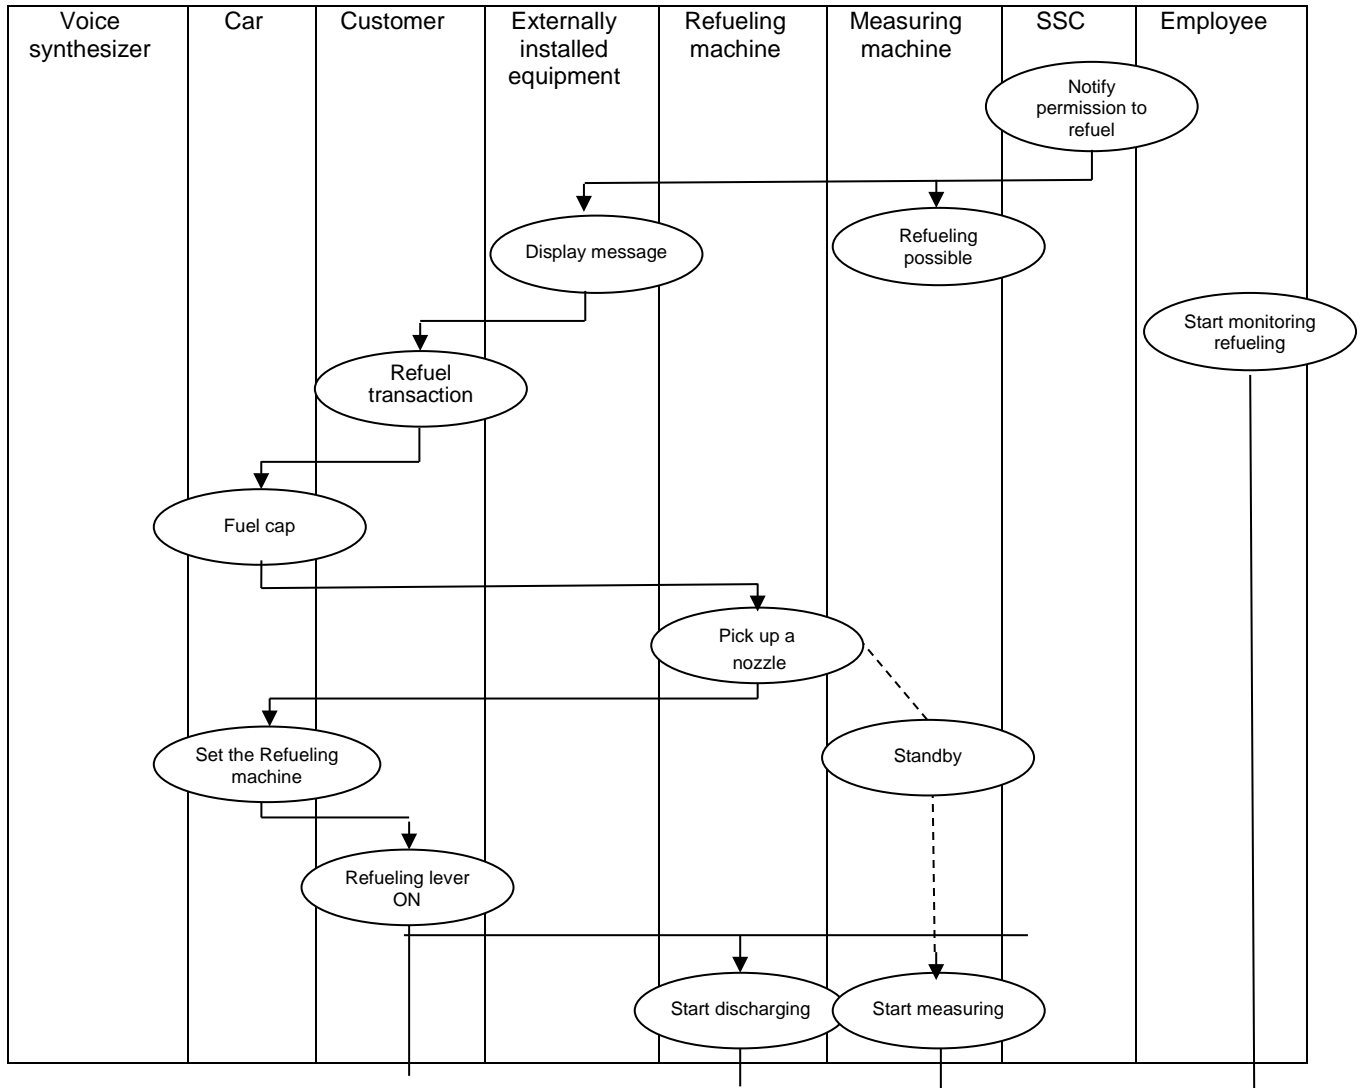 Voice
synthesizer
Car
Customer
Externally
installed
equipment
Refueling
machine
Measuring
machine
SSC
Employee
Notify
permission to
refuel
Display message
Refueling
possible
Start monitoring
refueling
Refuel
transaction
Fuel cap
Pick up a
nozzle
Set the Refueling
machine
Standby
Refueling lever
ON
Start discharging
Start measuring